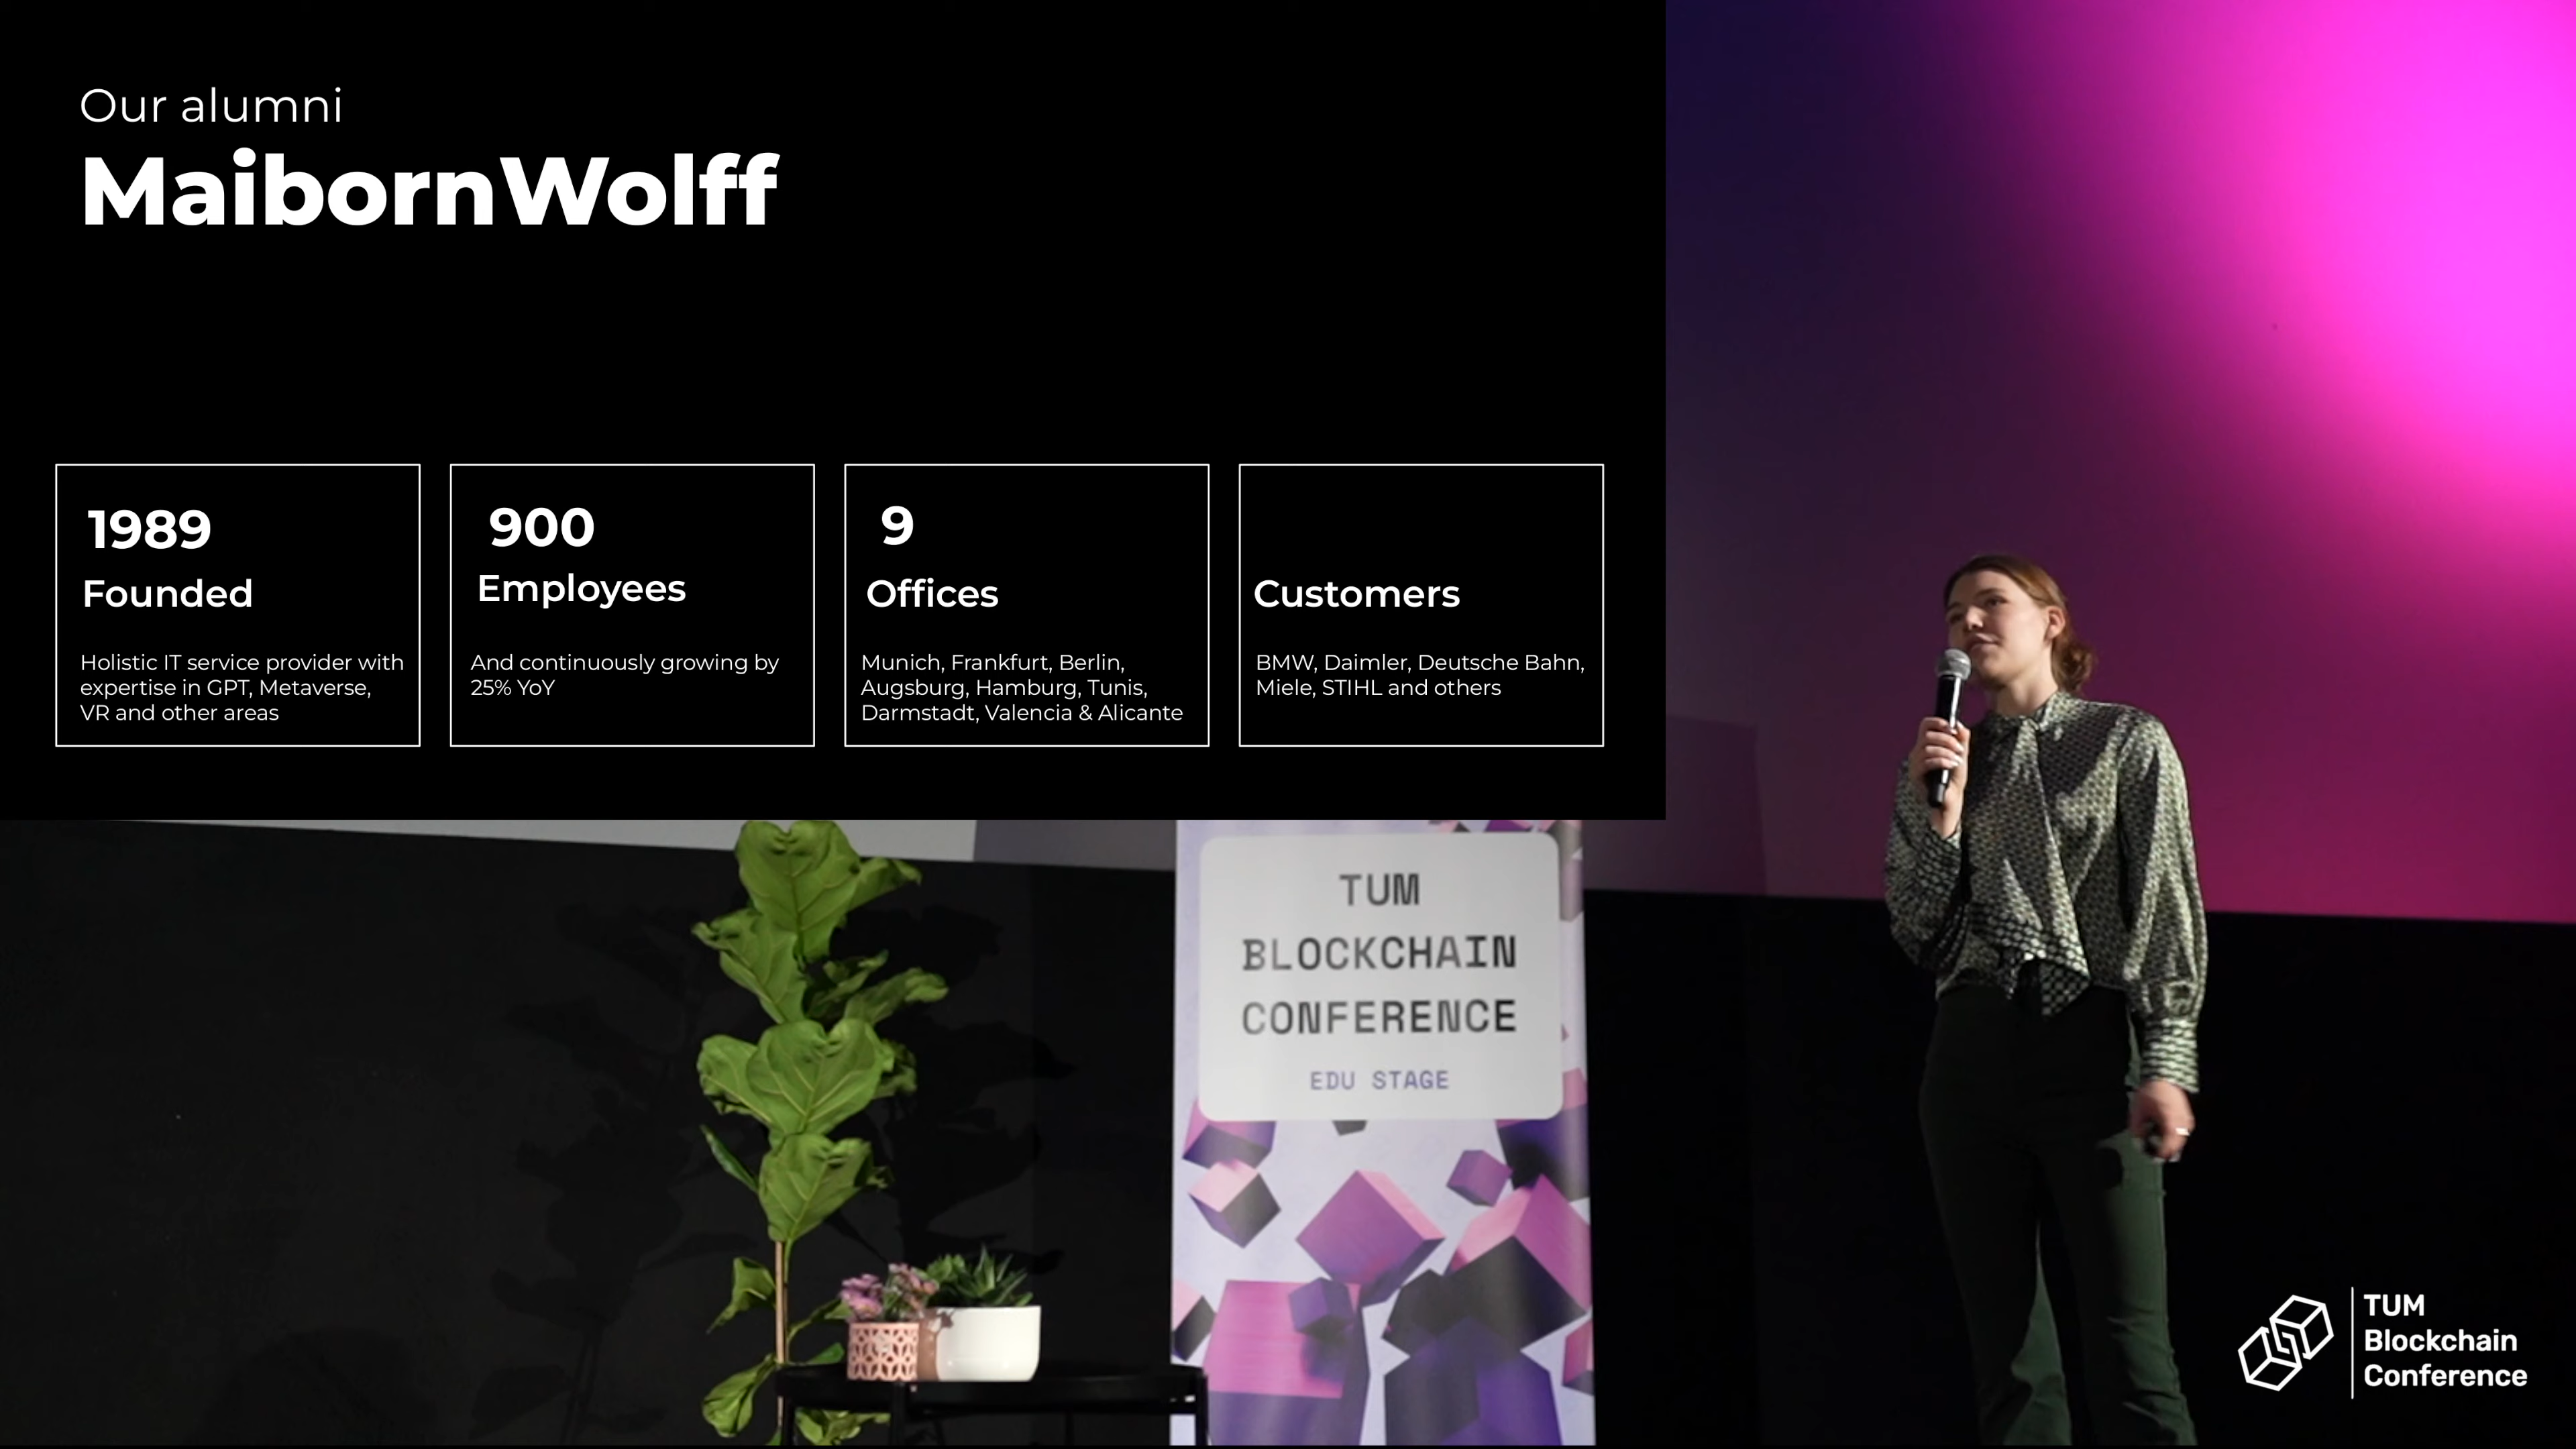 Our alumni
MaibornWolff
1989
Founded
Holistic IT service provider with
expertise in GPT, Metaverse,
VR and other areas
900
Employees
And continuously growing by
25% YoY
9
Offices
Munich, Frankfurt, Berlin,
Augsburg, Hamburg, Tunis,
Darmstadt, Valencia & Alicante
Customers
BMW, Daimler, Deutsche Bahn,
Miele, STIHL and others
TUM
BLOCKCHAIN
CONFERENCE
EDU STAGE
TUM
Blockchain
Conference